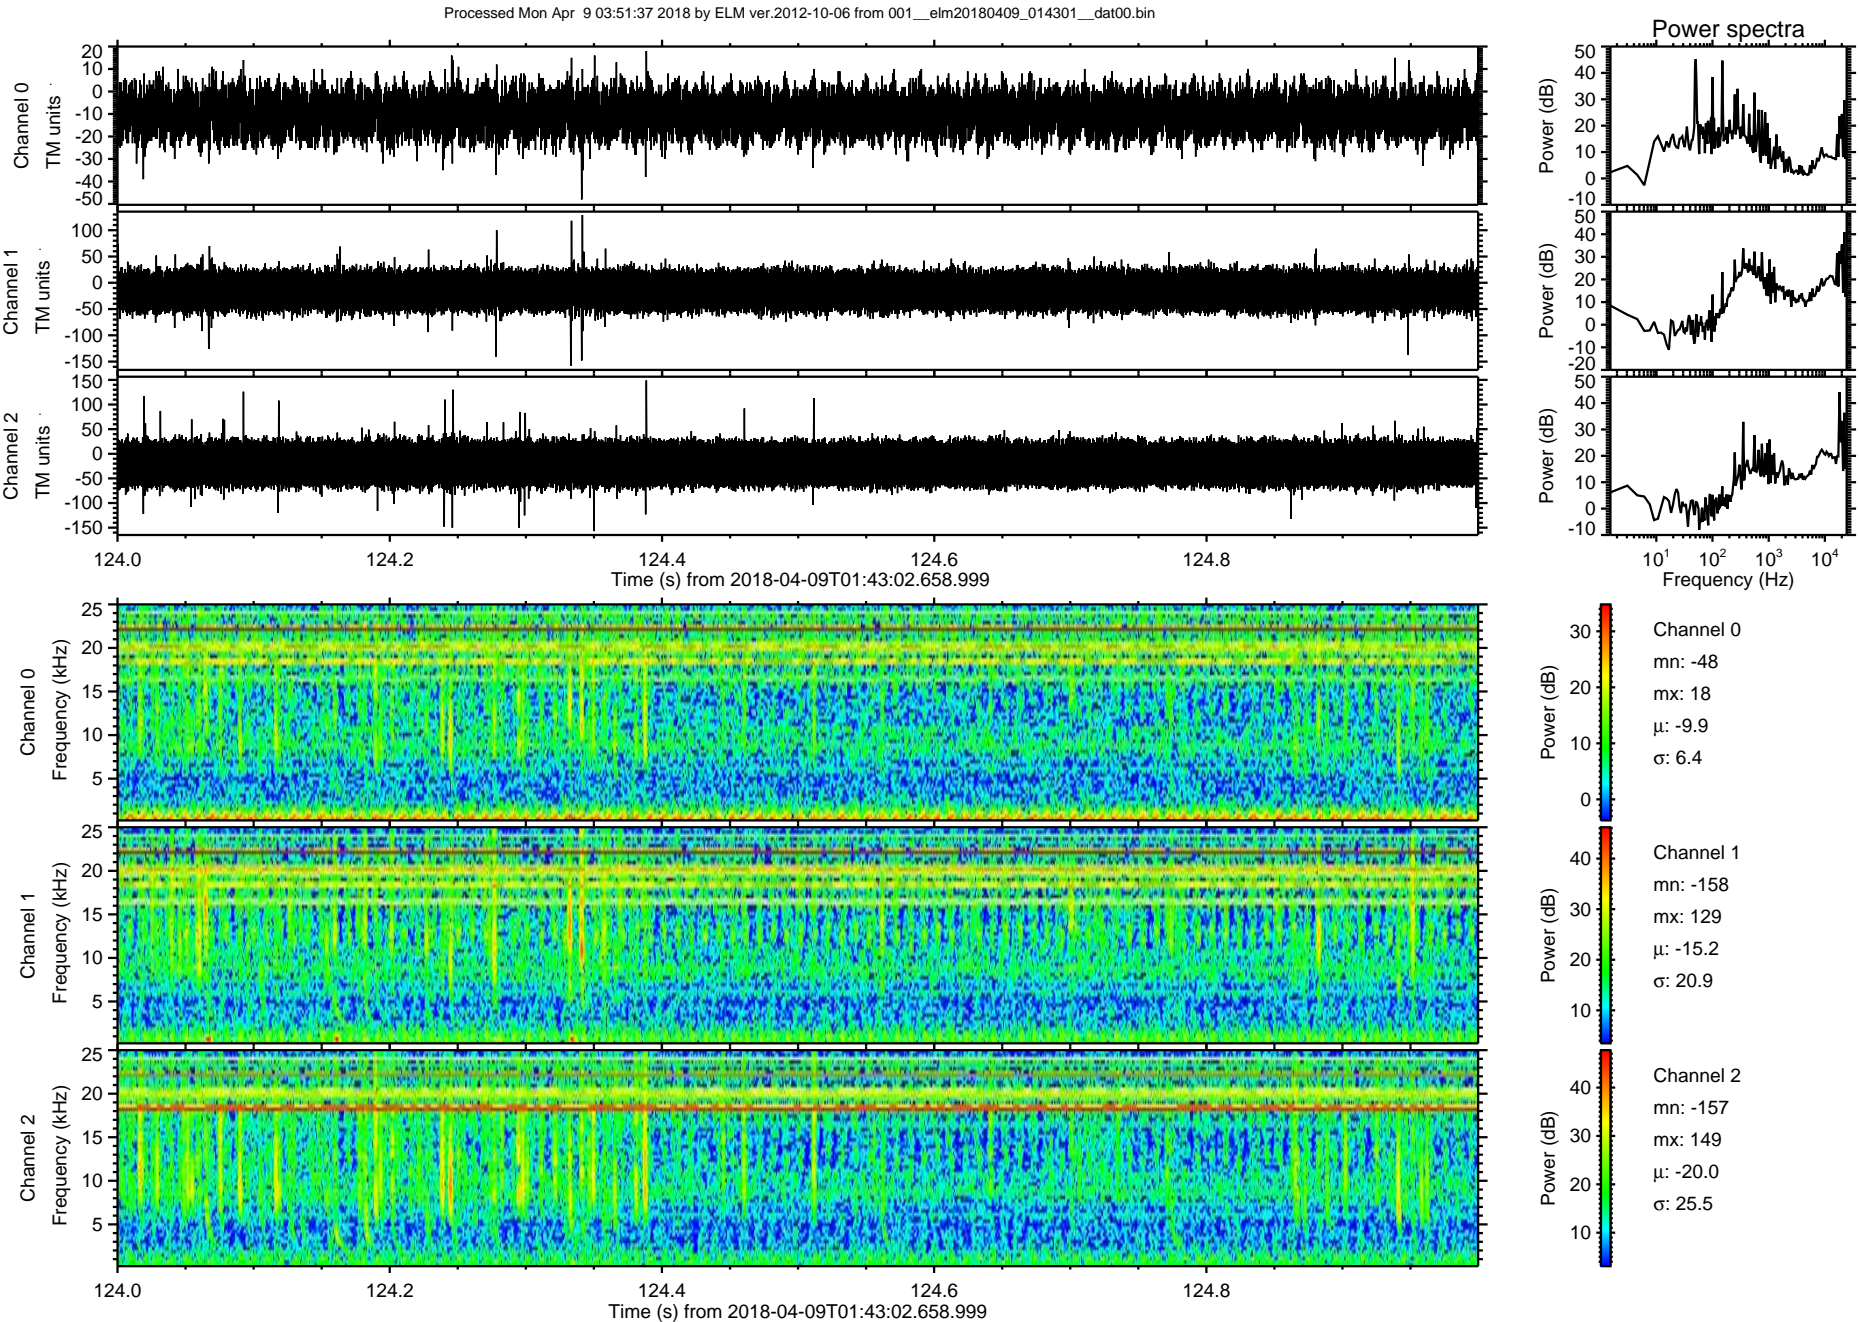 Processed Mon Apr  9 03:51:37 2018 by ELM ver.2012-10-06 from 001__elm20180409_014301__dat00.bin
Power spectra
Channel 0
TM units
20
10
0
-10
-20
-30
-40
-50
Power (dB)
50
40
30
20
10
0
-10
Channel 1
TM units
100
50
0
-50
-100
-150
Power (dB)
50
40
30
20
10
0
-10
-20
Channel 2
TM units
150
100
50
0
-50
-100
-150
Power (dB)
50
40
30
20
10
0
-10
124.0 124.2 124.4 124.6 124.8
Time (s) from 2018-04-09T01:43:02.658.999
10^1 10^2 10^3 10^4
Frequency (Hz)
Channel 0
Frequency (kHz)
25
20
15
10
5
Power (dB)
30
20
10
0
Channel 0
mn: -48
mx: 18
μ: -9.9
σ: 6.4
Channel 1
Frequency (kHz)
25
20
15
10
5
Power (dB)
40
30
20
10
Channel 1
mn: -158
mx: 129
μ: -15.2
σ: 20.9
Channel 2
Frequency (kHz)
25
20
15
10
5
Power (dB)
40
30
20
10
Channel 2
mn: -157
mx: 149
μ: -20.0
σ: 25.5
124.0 124.2 124.4 124.6 124.8
Time (s) from 2018-04-09T01:43:02.658.999